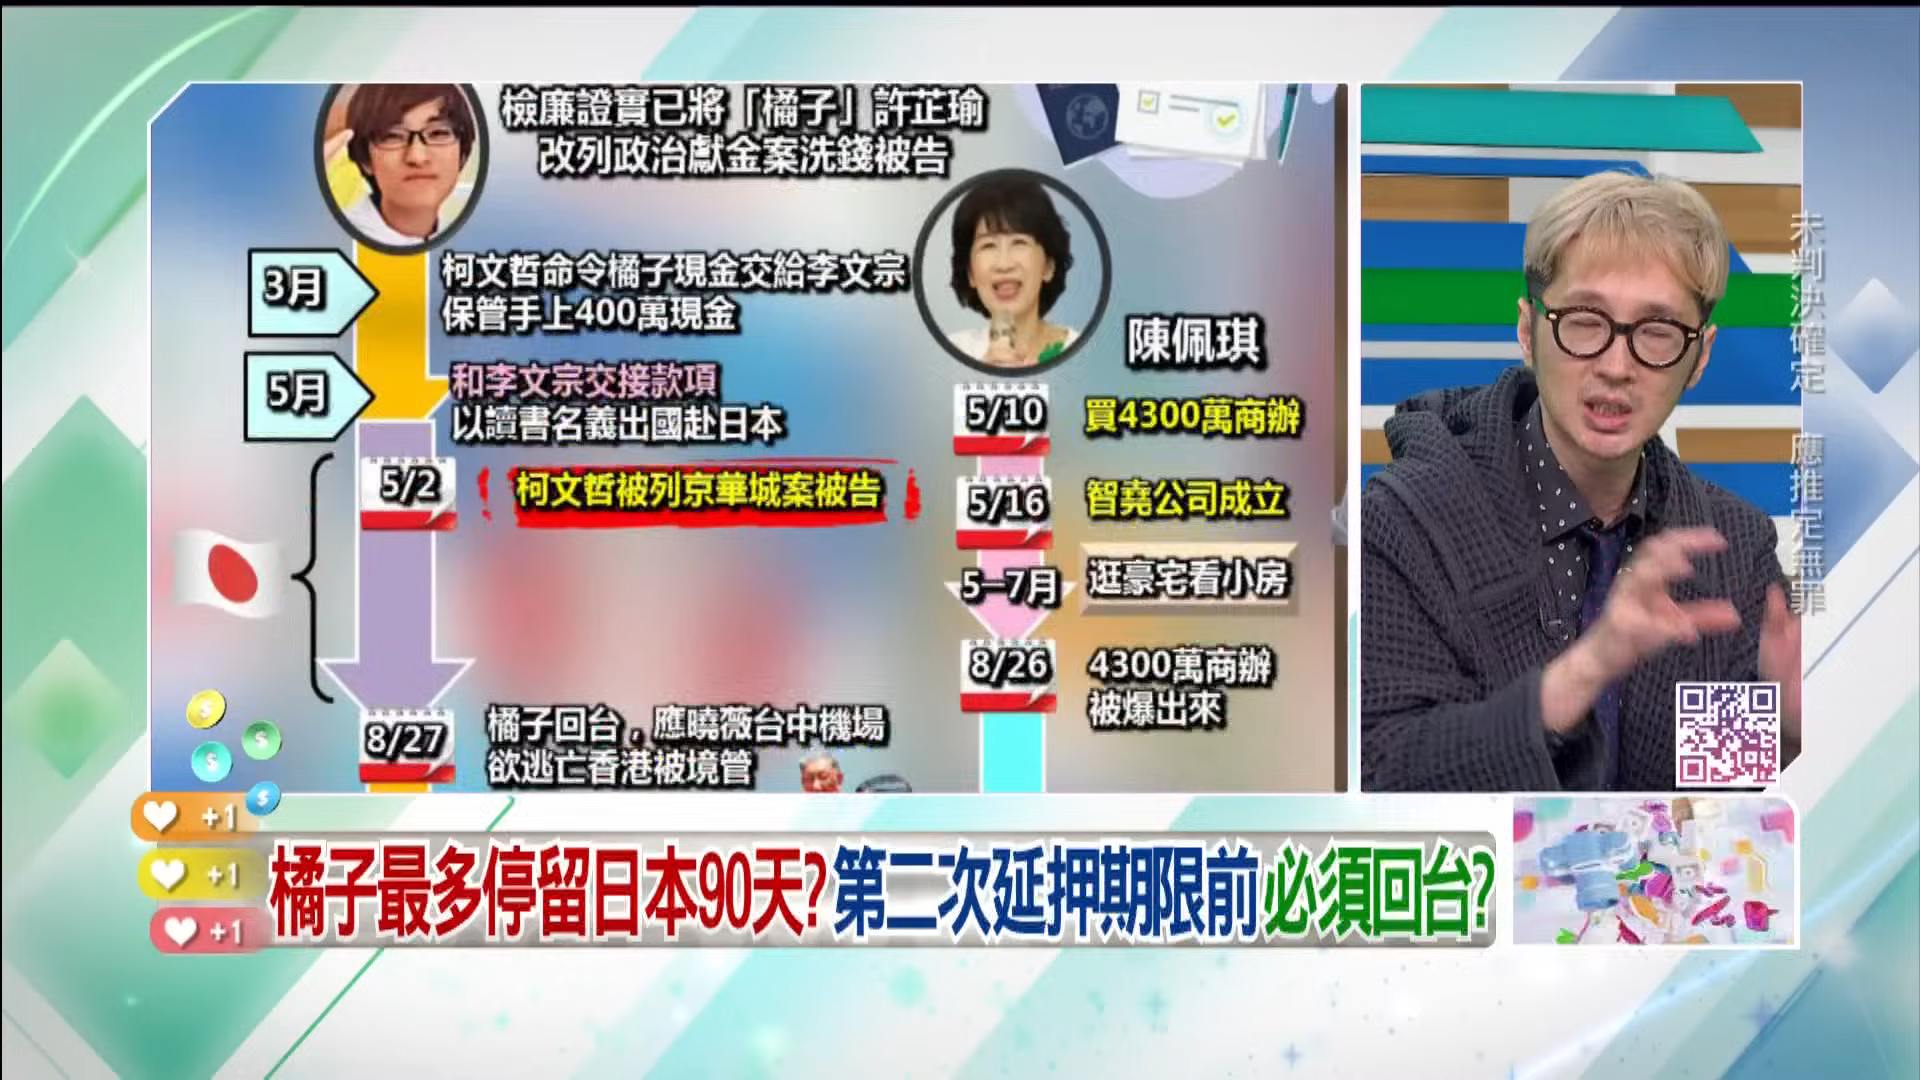 檢廉證實已將「橘子」許芷瑜
改列政治獻金案洗錢被告
3月
柯文哲命令橘子現金交給李文宗
保管手上400萬現金
5月
和李文宗交接款項
以讀書名義出國赴日本
5/2
柯文哲被列京華城案被告
8/27
橘子回台，應曉薇台中機場
欲逃亡香港被境管
陳佩琪
5/10
買4300萬商辦
5/16
智堯公司成立
5—7月
逛豪宅看小房
8/26
4300萬商辦
被爆出來
未判決確定 應推定無罪
+1
+1
+1
橘子最多停留日本90天?第二次延押期限前必須回台?